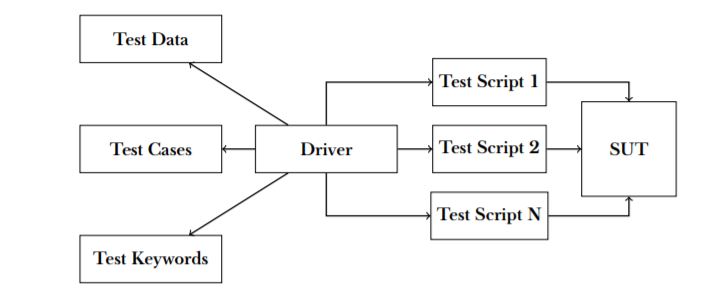 Test Data
Test Script 1
Test Cases
Driver
Test Script 2
SUT
Test Script N
Test Keywords